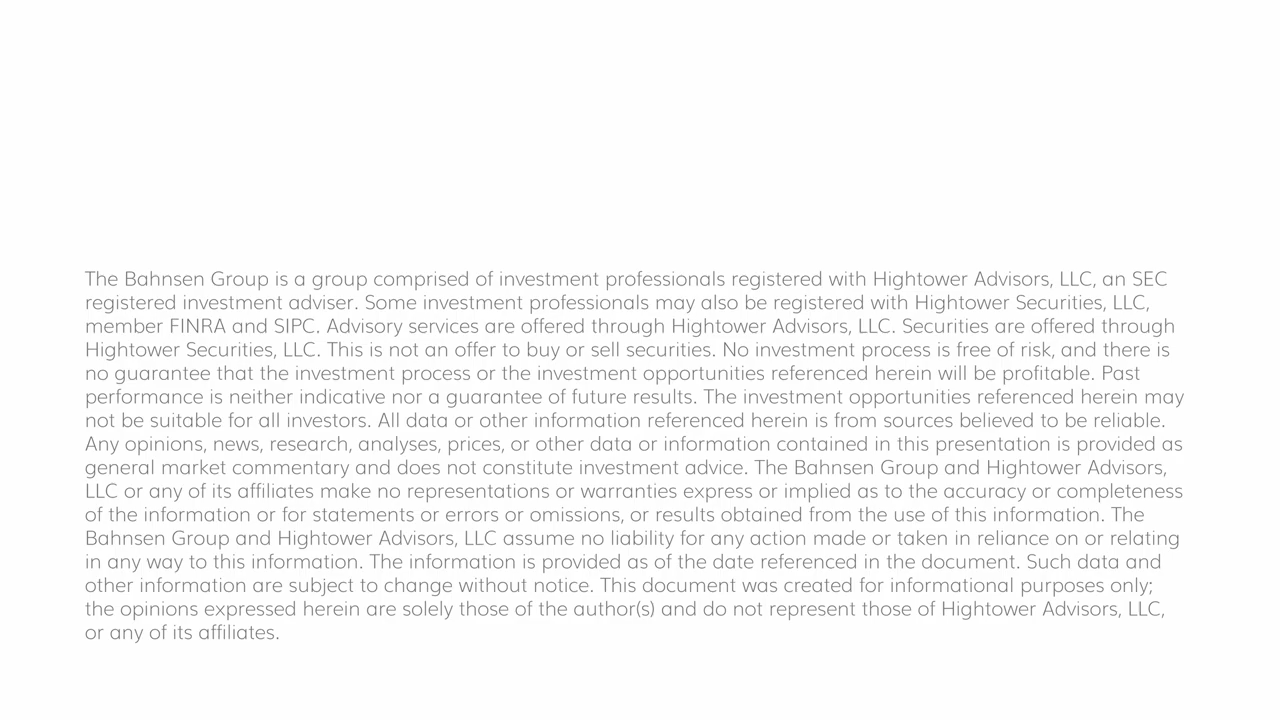 The Bahnsen Group is a group comprised of investment professionals registered with Hightower Advisors, LLC, an SEC
registered investment adviser. Some investment professionals may also be registered with Hightower Securities, LLC,
member FINRA and SIPC. Advisory services are offered through Hightower Advisors, LLC. Securities are offered through
Hightower Securities, LLC. This is not an offer to buy or sell securities. No investment process is free of risk, and there is
no guarantee that the investment process or the investment opportunities referenced herein will be profitable. Past
performance is neither indicative nor a guarantee of future results. The investment opportunities referenced herein may
not be suitable for all investors. All data or other information referenced herein is from sources believed to be reliable.
Any opinions, news, research, analyses, prices, or other data or information contained in this presentation is provided as
general market commentary and does not constitute investment advice. The Bahnsen Group and Hightower Advisors,
LLC or any of its affiliates make no representations or warranties express or implied as to the accuracy or completeness
of the information or for statements or errors or omissions, or results obtained from the use of this information. The
Bahnsen Group and Hightower Advisors, LLC assume no liability for any action made or taken in reliance on or relating
in any way to this information. The information is provided as of the date referenced in the document. Such data and
other information are subject to change without notice. This document was created for informational purposes only;
the opinions expressed herein are solely those of the author(s) and do not represent those of Hightower Advisors, LLC,
or any of its affiliates.